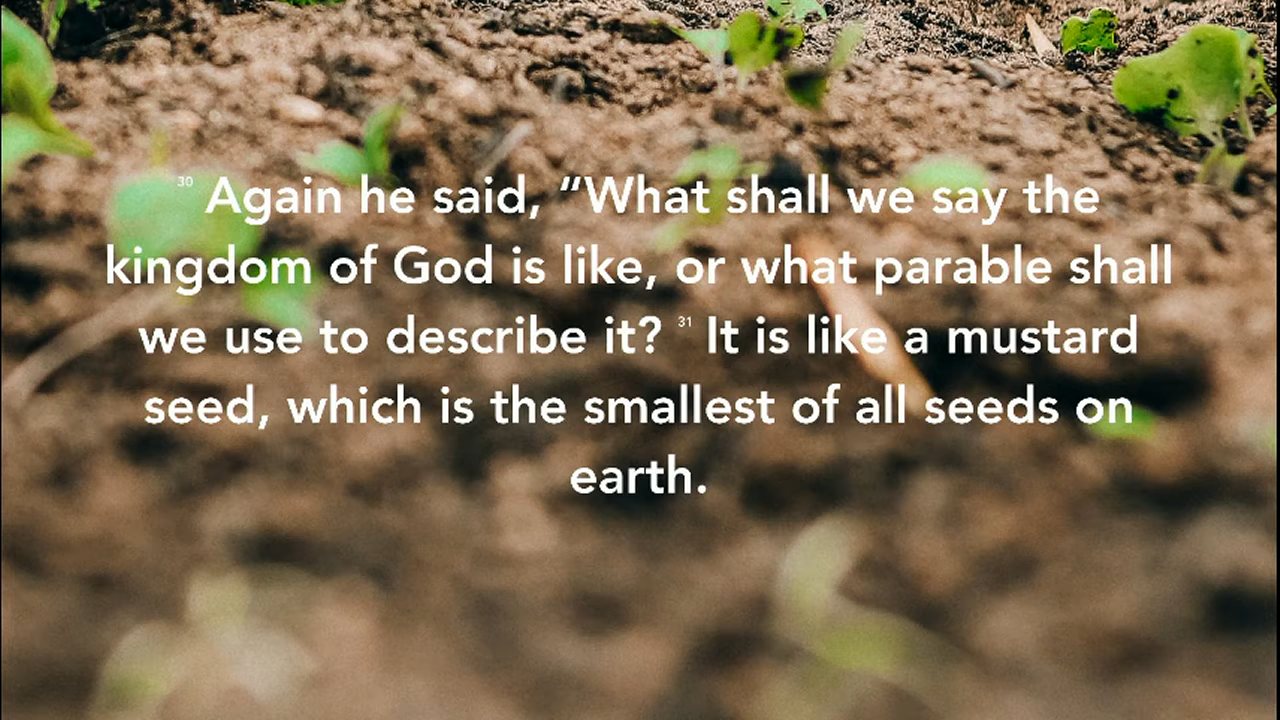 30 Again he said, “What shall we say the
kingdom of God is like, or what parable shall
we use to describe it? 31 It is like a mustard
seed, which is the smallest of all seeds on
earth.